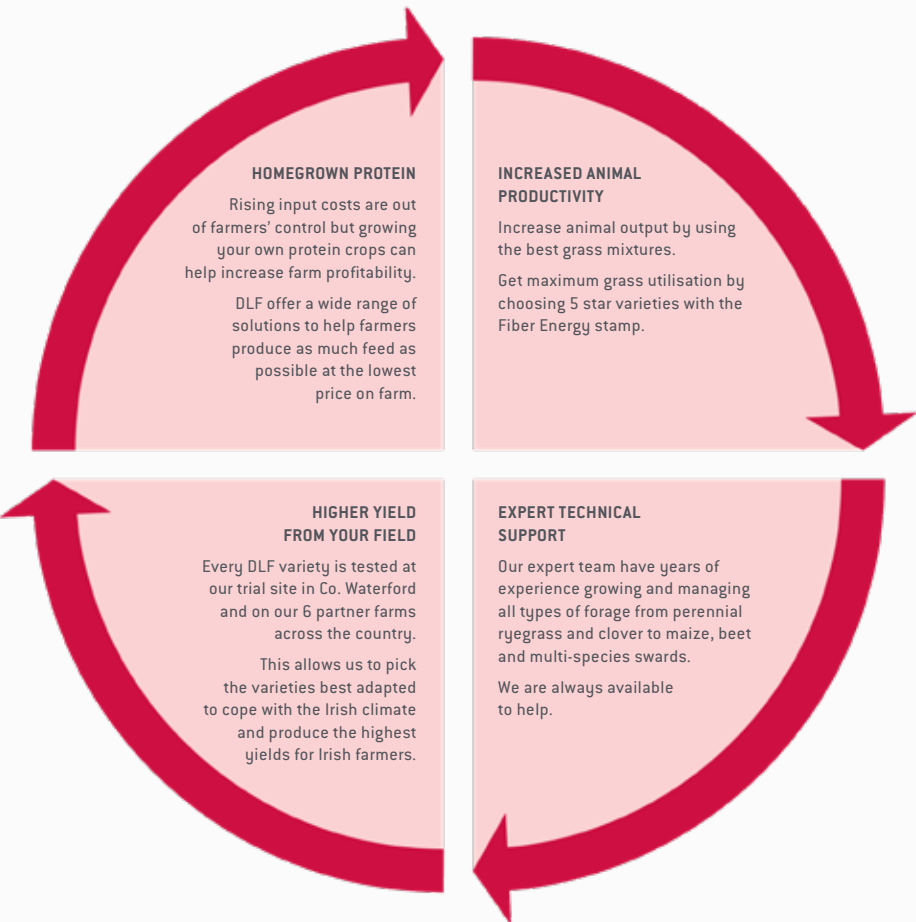 HOMEGROWN PROTEIN
Rising input costs are out
of farmers' control but growing
your own protein crops can
help increase farm profitability.
DLF offer a wide range of
solutions to help farmers
produce as much feed as
possible at the lowest
price on farm.
INCREASED ANIMAL
PRODUCTIVITY
Increase animal output by using
the best grass mixtures.
Get maximum grass utilisation by
choosing 5 star varieties with the
Fiber Energy stamp.
HIGHER YIELD
FROM YOUR FIELD
Every DLF variety is tested at
our trial site in Co. Waterford
and on our 6 partner farms
across the country.
This allows us to pick
the varieties best adapted
to cope with the Irish climate
and produce the highest
yields for Irish farmers.
EXPERT TECHNICAL
SUPPORT
Our expert team have years of
experience growing and managing
all types of forage from perennial
ryegrass and clover to maize, beet
and multi-species swards.
We are always available
to help.